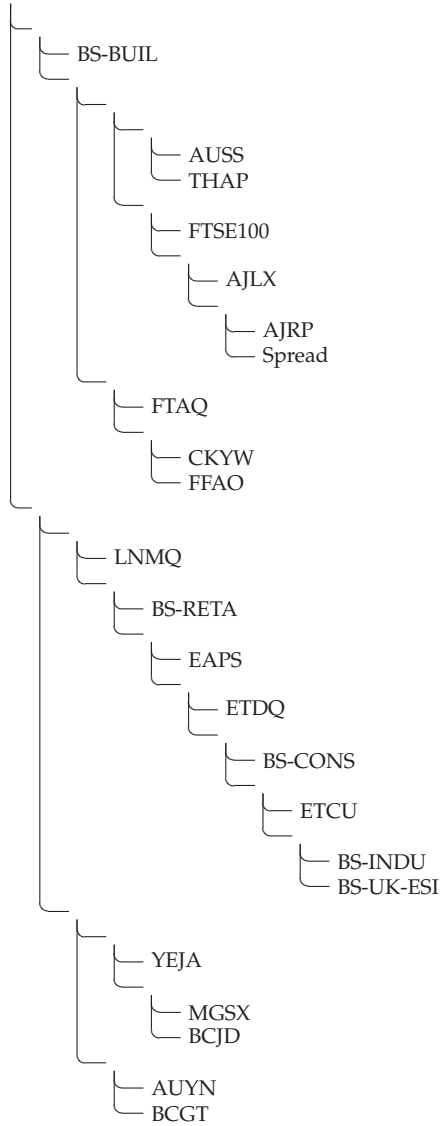 BS-BUIL
AUSS
THAP
FTSE100
AJLX
AJRP
Spread
FTAQ
CKYW
FFAO
LNMQ
BS-RETA
EAPS
ETDQ
BS-CONS
ETCU
BS-INDU
BS-UK-ESI
YEJA
MGSX
BCJD
AUYN
BCGT